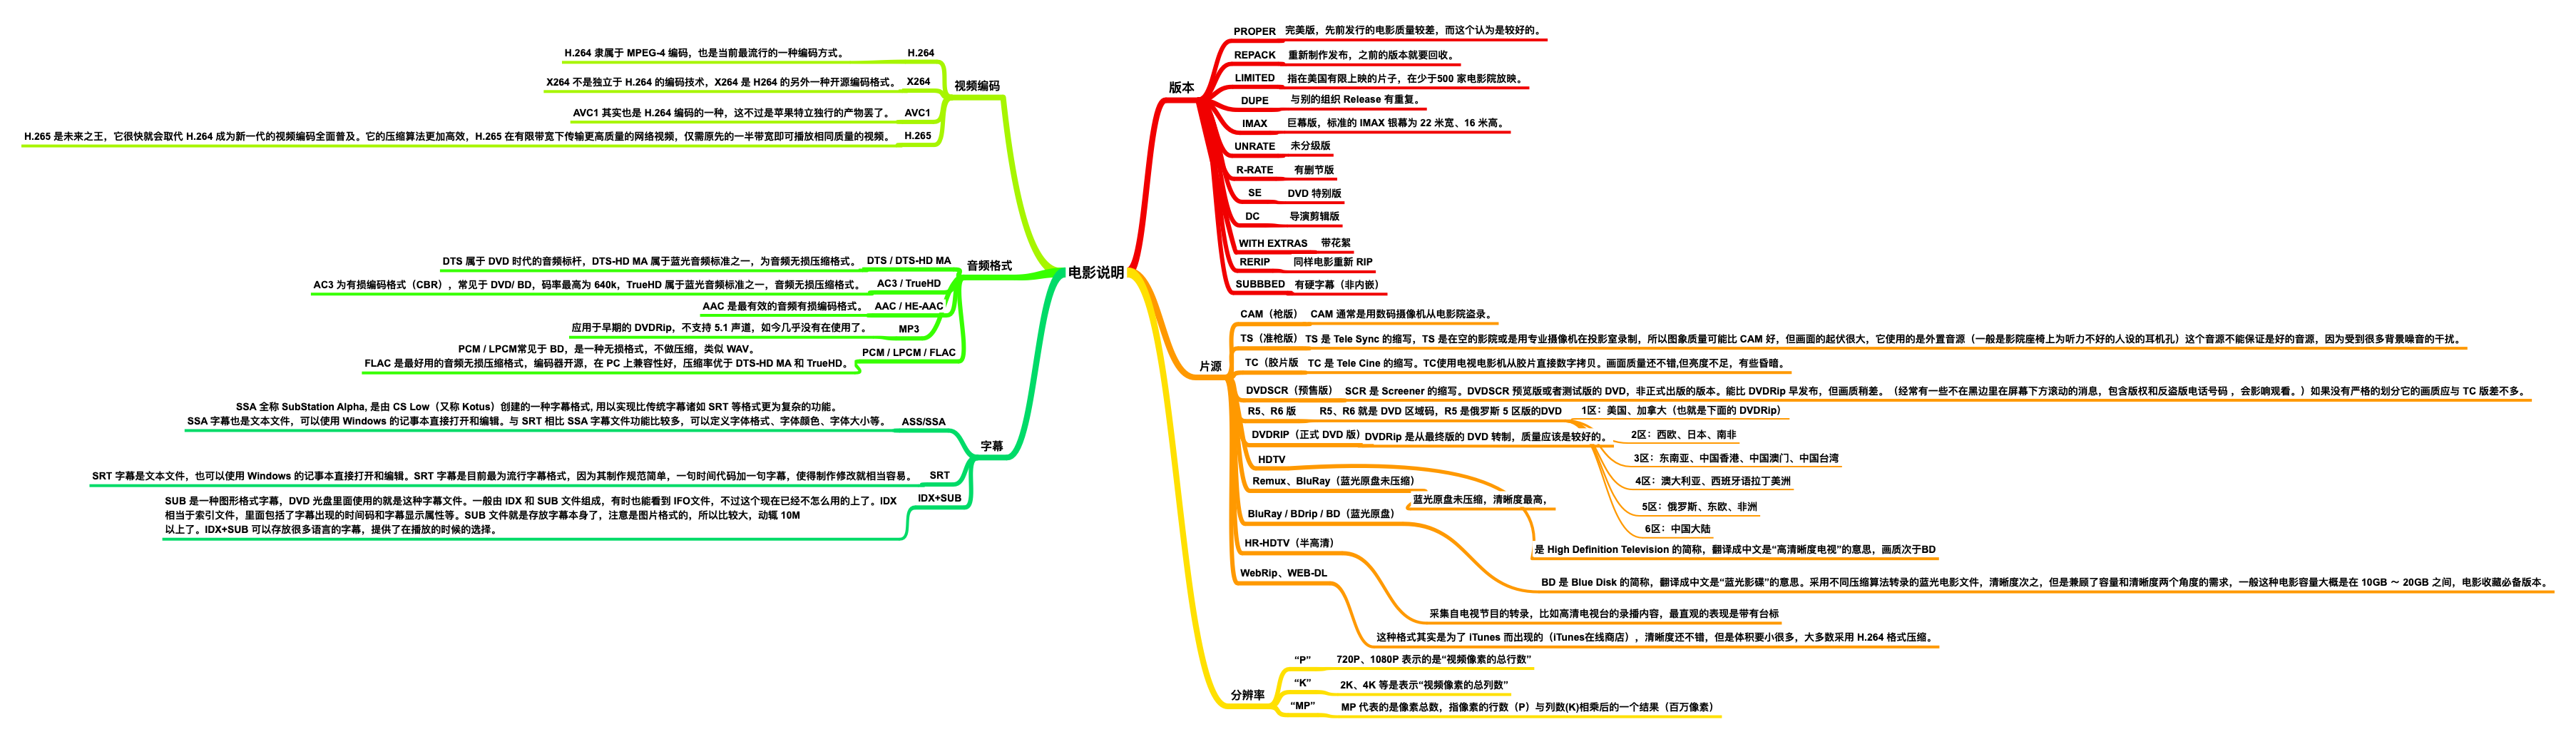 电影说明
版本
PROPER 完美版，先前发行的电影质量较差，而这个认为是较好的。
REPACK 重新制作发布，之前的版本就要回收。
LIMITED 指在美国有限上映的片子，在少于500 家电影院放映。
DUPE 与别的组织 Release 有重复。
IMAX 巨幕版，标准的 IMAX 银幕为 22 米宽、16 米高。
UNRATE 未分级版
R-RATE 有删节版
SE DVD 特别版
DC 导演剪辑版
WITH EXTRAS 带花絮
RERIP 同样电影重新 RIP
SUBBBED 有硬字幕（非内嵌）
片源
CAM（枪版） CAM 通常是用数码摄像机从电影院盗录。
TS（准枪版） TS 是 Tele Sync 的缩写，TS 是在空的影院或是用专业摄像机在投影室录制，所以图象质量可能比 CAM 好，但画面的起伏很大，它使用的是外置音源（一般是影院座椅上为听力不好的人设的耳机孔）这个音源不能保证是好的音源，因为受到很多背景噪音的干扰。
TC（胶片版 TC 是 Tele Cine 的缩写。TC使用电视电影机从胶片直接数字拷贝。画面质量还不错,但亮度不足，有些昏暗。
DVDSCR（预售版） SCR 是 Screener 的缩写。DVDSCR 预览版或者测试版的 DVD，非正式出版的版本。能比 DVDRip 早发布，但画质稍差。（经常有一些不在黑边里在屏幕下方滚动的消息，包含版权和反盗版电话号码 ，会影响观看。）如果没有严格的划分它的画质应与 TC 版差不多。
R5、R6 版 R5、R6 就是 DVD 区域码，R5 是俄罗斯 5 区版的DVD
1区：美国、加拿大（也就是下面的 DVDRip）
2区：西欧、日本、南非
3区：东南亚、中国香港、中国澳门、中国台湾
4区：澳大利亚、西班牙语拉丁美洲
5区：俄罗斯、东欧、非洲
6区：中国大陆
DVDRIP（正式 DVD 版） DVDRip 是从最终版的 DVD 转制，质量应该是较好的。
HDTV
是 High Definition Television 的简称，翻译成中文是“高清晰度电视”的意思，画质次于BD
Remux、BluRay（蓝光原盘未压缩）
蓝光原盘未压缩，清晰度最高，
BluRay / BDrip / BD（蓝光原盘）
BD 是 Blue Disk 的简称，翻译成中文是“蓝光影碟”的意思。采用不同压缩算法转录的蓝光电影文件，清晰度次之，但是兼顾了容量和清晰度两个角度的需求，一般这种电影容量大概是在 10GB ～ 20GB 之间，电影收藏必备版本。
HR-HDTV（半高清）
采集自电视节目的转录，比如高清电视台的录播内容，最直观的表现是带有台标
WebRip、WEB-DL
这种格式其实是为了 iTunes 而出现的（iTunes在线商店），清晰度还不错，但是体积要小很多，大多数采用 H.264 格式压缩。
分辨率
“P” 720P、1080P 表示的是“视频像素的总行数”
“K” 2K、4K 等是表示“视频像素的总列数”
“MP” MP 代表的是像素总数，指像素的行数（P）与列数(K)相乘后的一个结果（百万像素）
视频编码
H.264 隶属于 MPEG-4 编码，也是当前最流行的一种编码方式。 H.264
X264 不是独立于 H.264 的编码技术，X264 是 H264 的另外一种开源编码格式。 X264
AVC1 其实也是 H.264 编码的一种，这不过是苹果特立独行的产物罢了。 AVC1
H.265 是未来之王，它很快就会取代 H.264 成为新一代的视频编码全面普及。它的压缩算法更加高效，H.265 在有限带宽下传输更高质量的网络视频，仅需原先的一半带宽即可播放相同质量的视频。 H.265
音频格式
DTS 属于 DVD 时代的音频标杆，DTS-HD MA 属于蓝光音频标准之一，为音频无损压缩格式。 DTS / DTS-HD MA
AC3 为有损编码格式（CBR），常见于 DVD/ BD，码率最高为 640k，TrueHD 属于蓝光音频标准之一，音频无损压缩格式。 AC3 / TrueHD
AAC 是最有效的音频有损编码格式。 AAC / HE-AAC
应用于早期的 DVDRip，不支持 5.1 声道，如今几乎没有在使用了。 MP3
PCM / LPCM常见于 BD，是一种无损格式，不做压缩，类似 WAV。
FLAC 是最好用的音频无损压缩格式，编码器开源，在 PC 上兼容性好，压缩率优于 DTS-HD MA 和 TrueHD。
PCM / LPCM / FLAC
字幕
SSA 全称 SubStation Alpha, 是由 CS Low（又称 Kotus）创建的一种字幕格式, 用以实现比传统字幕诸如 SRT 等格式更为复杂的功能。
SSA 字幕也是文本文件，可以使用 Windows 的记事本直接打开和编辑。与 SRT 相比 SSA 字幕文件功能比较多，可以定义字体格式、字体颜色、字体大小等。
ASS/SSA
SRT 字幕是文本文件，也可以使用 Windows 的记事本直接打开和编辑。SRT 字幕是目前最为流行字幕格式，因为其制作规范简单，一句时间代码加一句字幕，使得制作修改就相当容易。 SRT
SUB 是一种图形格式字幕，DVD 光盘里面使用的就是这种字幕文件。一般由 IDX 和 SUB 文件组成，有时也能看到 IFO文件，不过这个现在已经不怎么用的上了。IDX
相当于索引文件，里面包括了字幕出现的时间码和字幕显示属性等。SUB 文件就是存放字幕本身了，注意是图片格式的，所以比较大，动辄 10M
以上了。IDX+SUB 可以存放很多语言的字幕，提供了在播放的时候的选择。
IDX+SUB